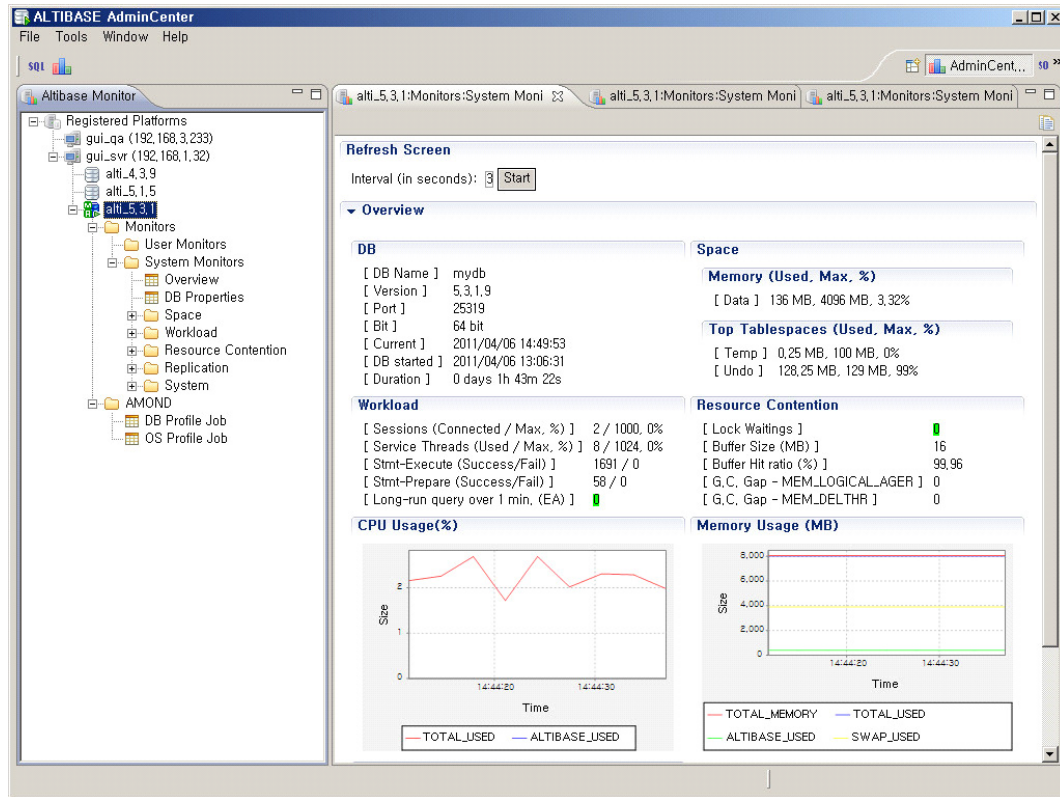 ALTIBASE AdminCenter
File Tools Window Help
SQL
AdminCent...
Altibase Monitor
Registered Platforms
gui_qa (192,168,3,233)
gui_svr (192,168,1,32)
alti_4,3,9
alti_5,1,5
alti_5,3,1
Monitors
User Monitors
System Monitors
Overview
DB Properties
Space
Workload
Resource Contention
Replication
System
AMOND
DB Profile Job
OS Profile Job
alti_5,3,1:Monitors:System Moni
alti_5,3,1:Monitors:System Moni
alti_5,3,1:Monitors:System Moni
Refresh Screen
Interval (in seconds): 3 Start
Overview
DB
[ DB Name ] mydb
[ Version ] 5,3,1,9
[ Port ] 25319
[ Bit ] 64 bit
[ Current ] 2011/04/06 14:49:53
[ DB started ] 2011/04/06 13:06:31
[ Duration ] 0 days 1h 43m 22s
Space
Memory (Used, Max, %)
[ Data ] 136 MB, 4096 MB, 3,32%
Top Tablespaces (Used, Max, %)
[ Temp ] 0,25 MB, 100 MB, 0%
[ Undo ] 128,25 MB, 129 MB, 99%
Workload
[ Sessions (Connected / Max, %) ] 2 / 1000, 0%
[ Service Threads (Used / Max, %) ] 8 / 1024, 0%
[ Stmt-Execute (Success/Fail) ] 1691 / 0
[ Stmt-Prepare (Success/Fail) ] 58 / 0
[ Long-run query over 1 min, (EA) ] 0
Resource Contention
[ Lock Waitings ] 0
[ Buffer Size (MB) ] 16
[ Buffer Hit ratio (%) ] 99,96
[ G,C, Gap - MEM_LOGICAL_AGER ] 0
[ G,C, Gap - MEM_DELTHR ] 0
CPU Usage(%)
Size
2
1
0
14:44:20 14:44:30
Time
TOTAL_USED ALTIBASE_USED
Memory Usage (MB)
Size
8,000
6,000
4,000
2,000
0
14:44:20 14:44:30
Time
TOTAL_MEMORY TOTAL_USED
ALTIBASE_USED SWAP_USED